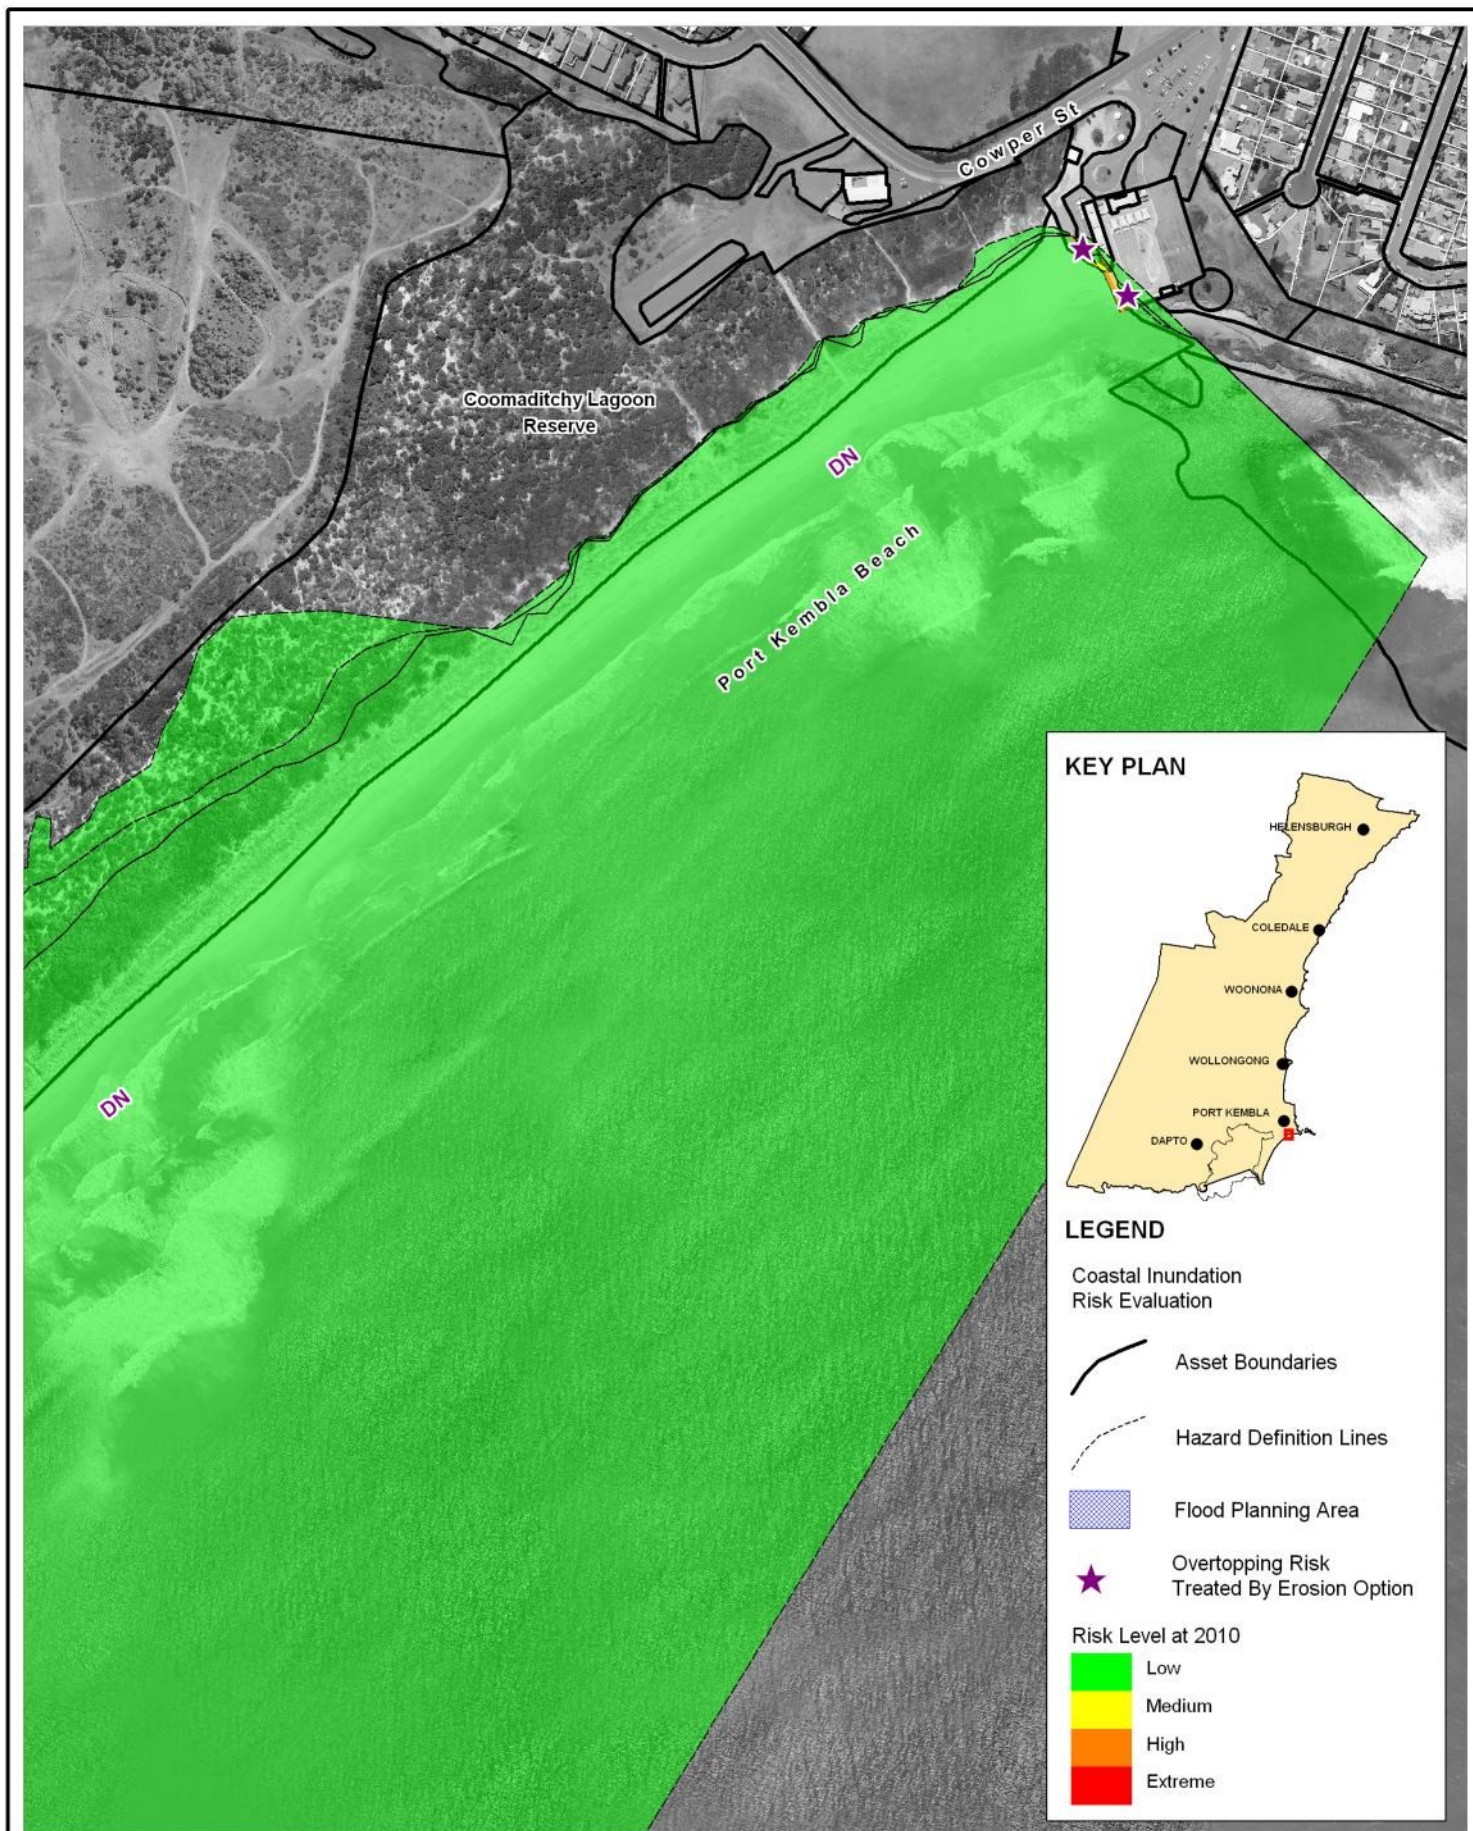 Cowper St
Coomaditchy Lagoon
Reserve
DN
Port Kembla Beach
DN
KEY PLAN
HELENSBURGH
COLEDALE
WOONONA
WOLLONGONG
PORT KEMBLA
DAPTO
LEGEND
Coastal Inundation
Risk Evaluation
Asset Boundaries
Hazard Definition Lines
Flood Planning Area
Overtopping Risk
Treated By Erosion Option
Risk Level at 2010
Low
Medium
High
Extreme